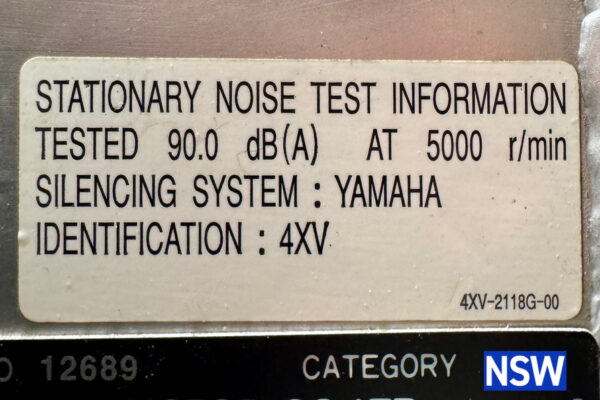 STATIONARY NOISE TEST INFORMATION
TESTED 90.0 dB(A) AT 5000 r/min
SILENCING SYSTEM : YAMAHA
IDENTIFICATION : 4XV
4XV-2118G-00
12689 CATEGORY NSW